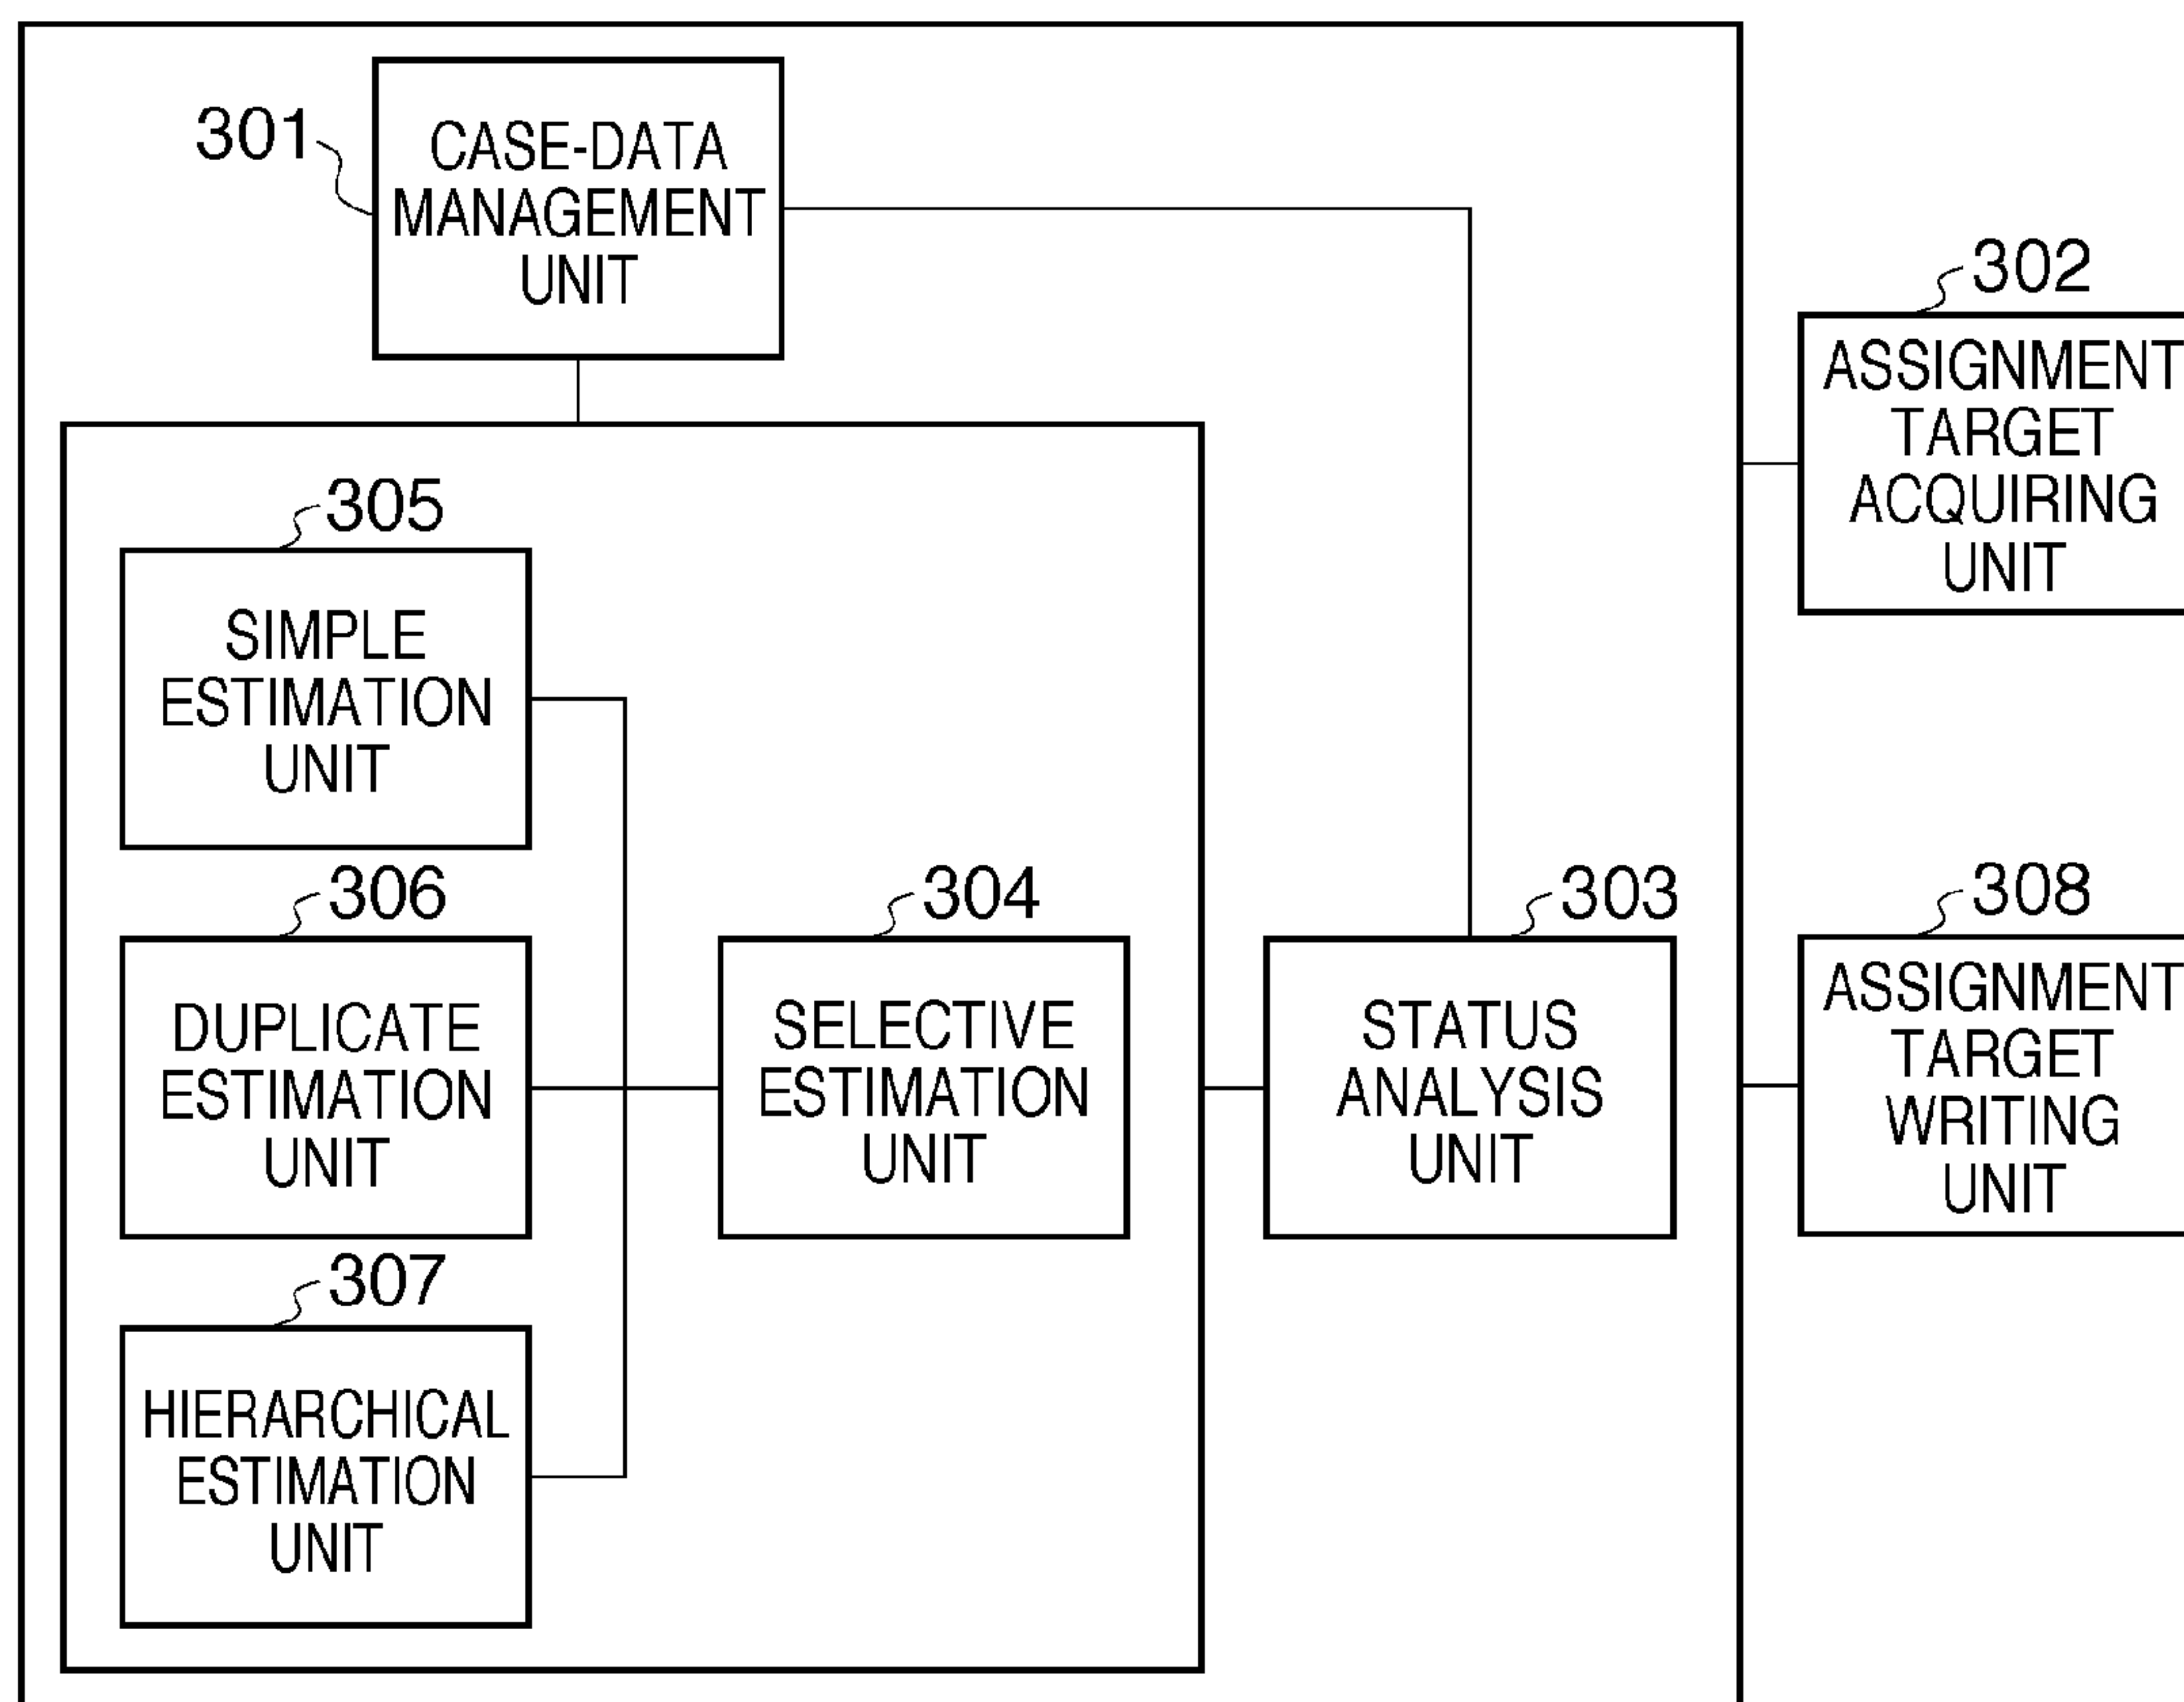 301
CASE-DATA
MANAGEMENT
UNIT
302
ASSIGNMENT
TARGET
ACQUIRING
UNIT
305
SIMPLE
ESTIMATION
UNIT
306
DUPLICATE
ESTIMATION
UNIT
304
SELECTIVE
ESTIMATION
UNIT
303
STATUS
ANALYSIS
UNIT
308
ASSIGNMENT
TARGET
WRITING
UNIT
307
HIERARCHICAL
ESTIMATION
UNIT